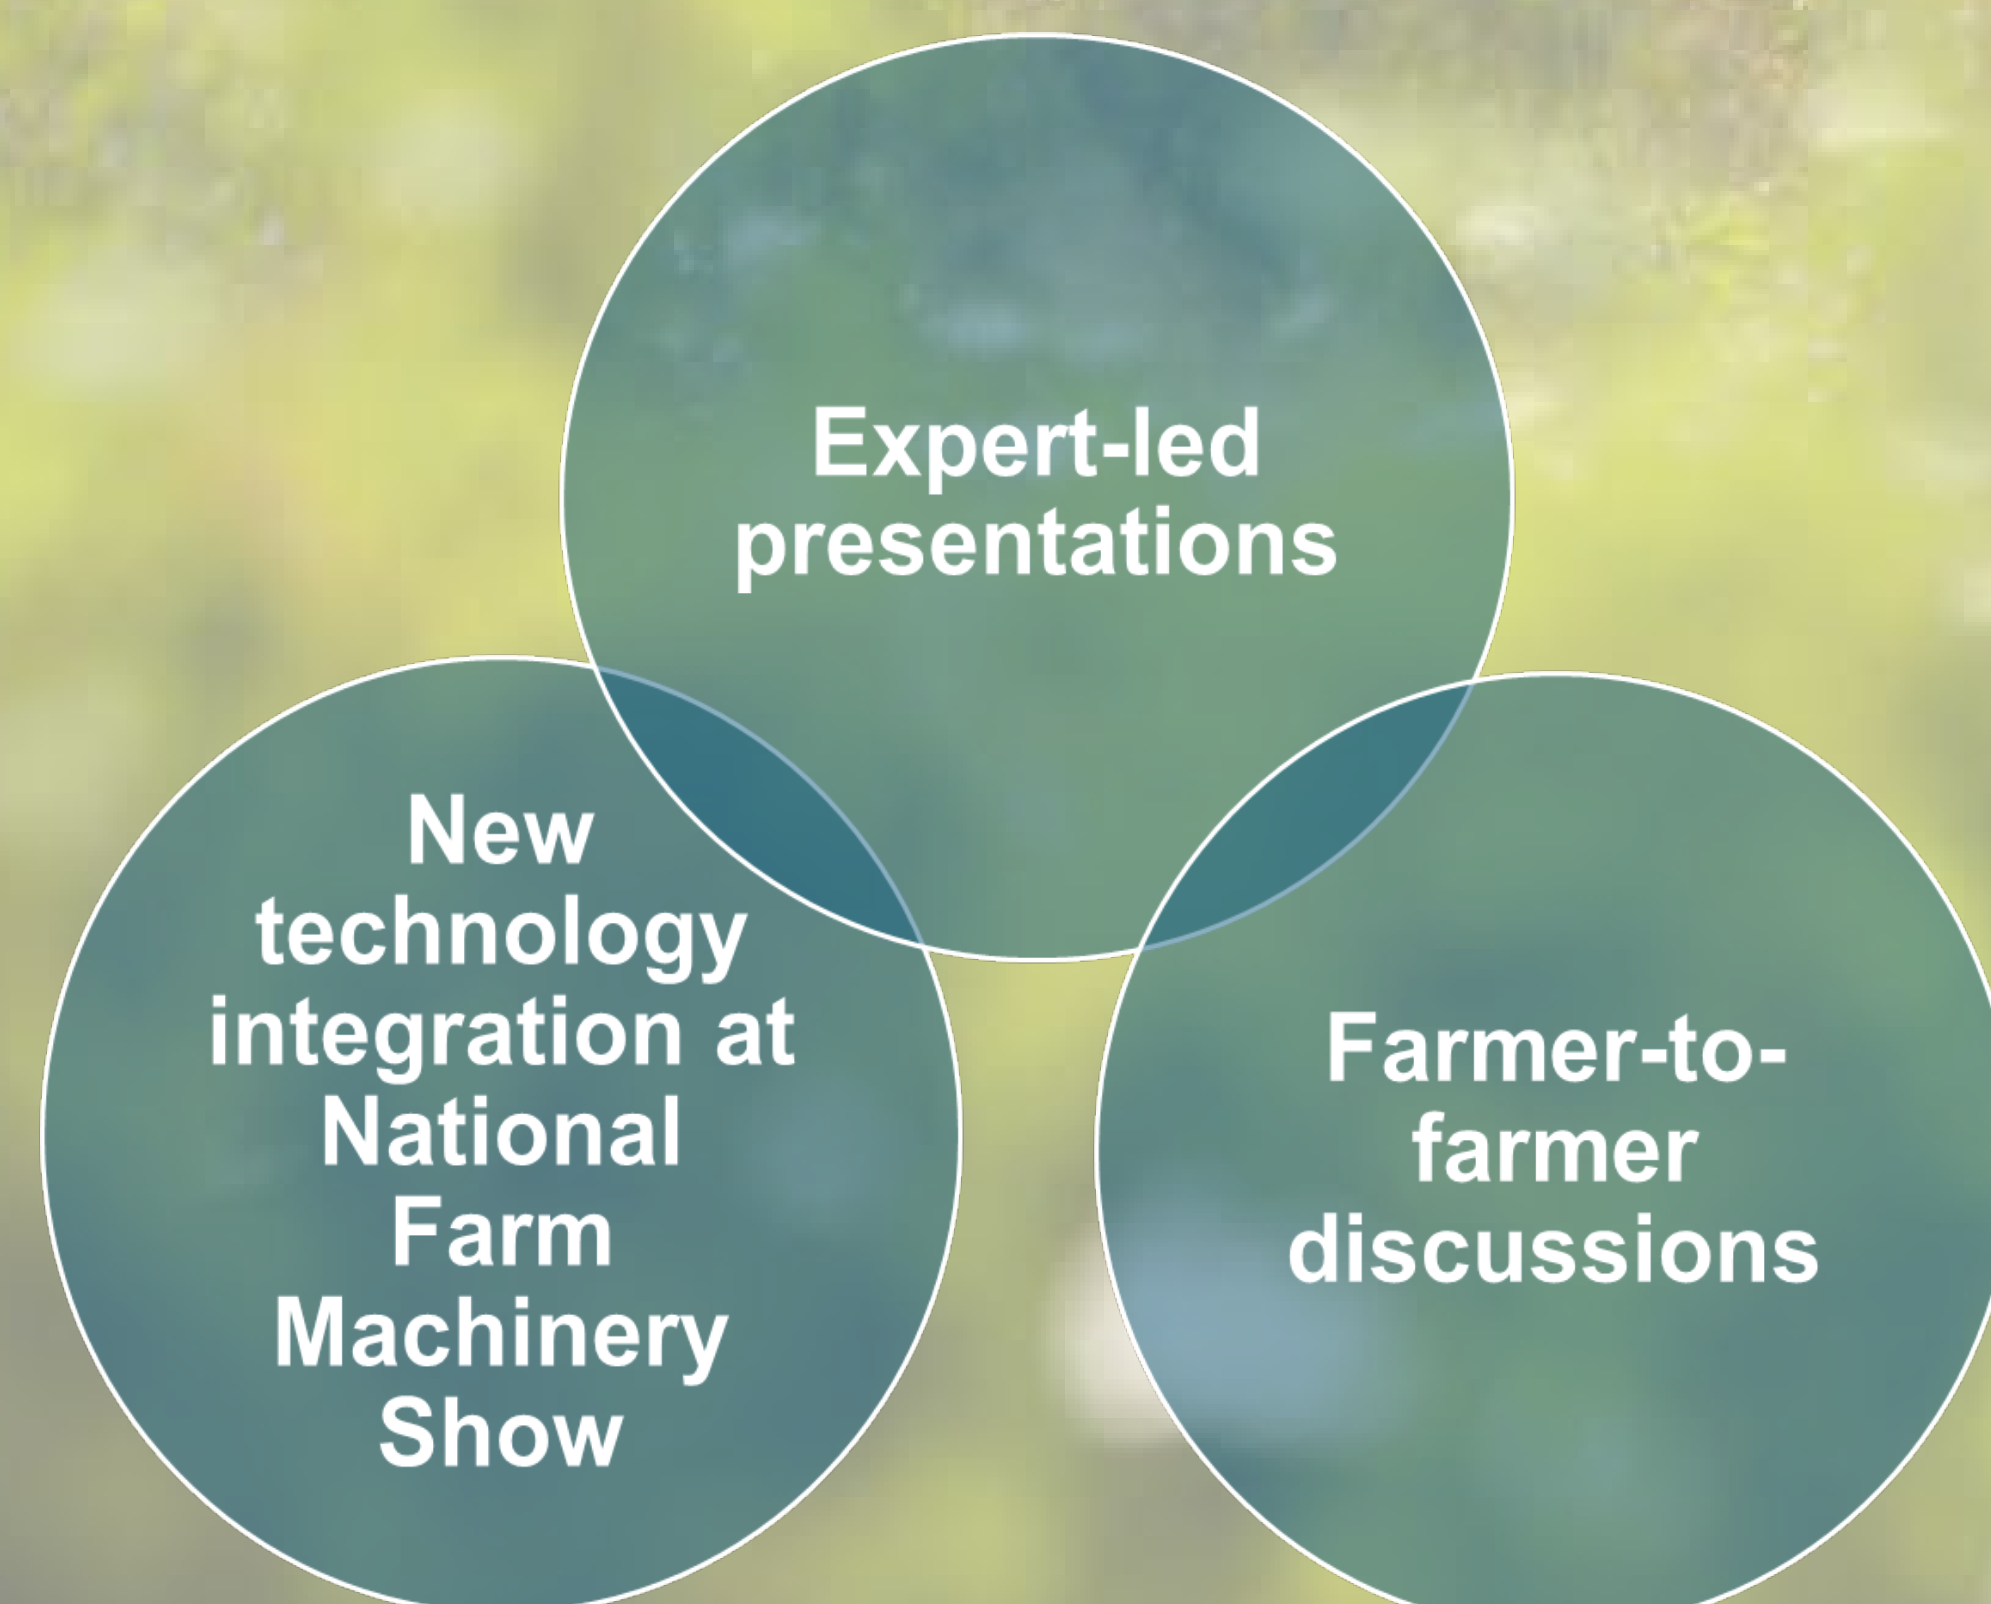 Expert-led
presentations
New
technology
integration at
National
Farm
Machinery
Show
Farmer-to-
farmer
discussions